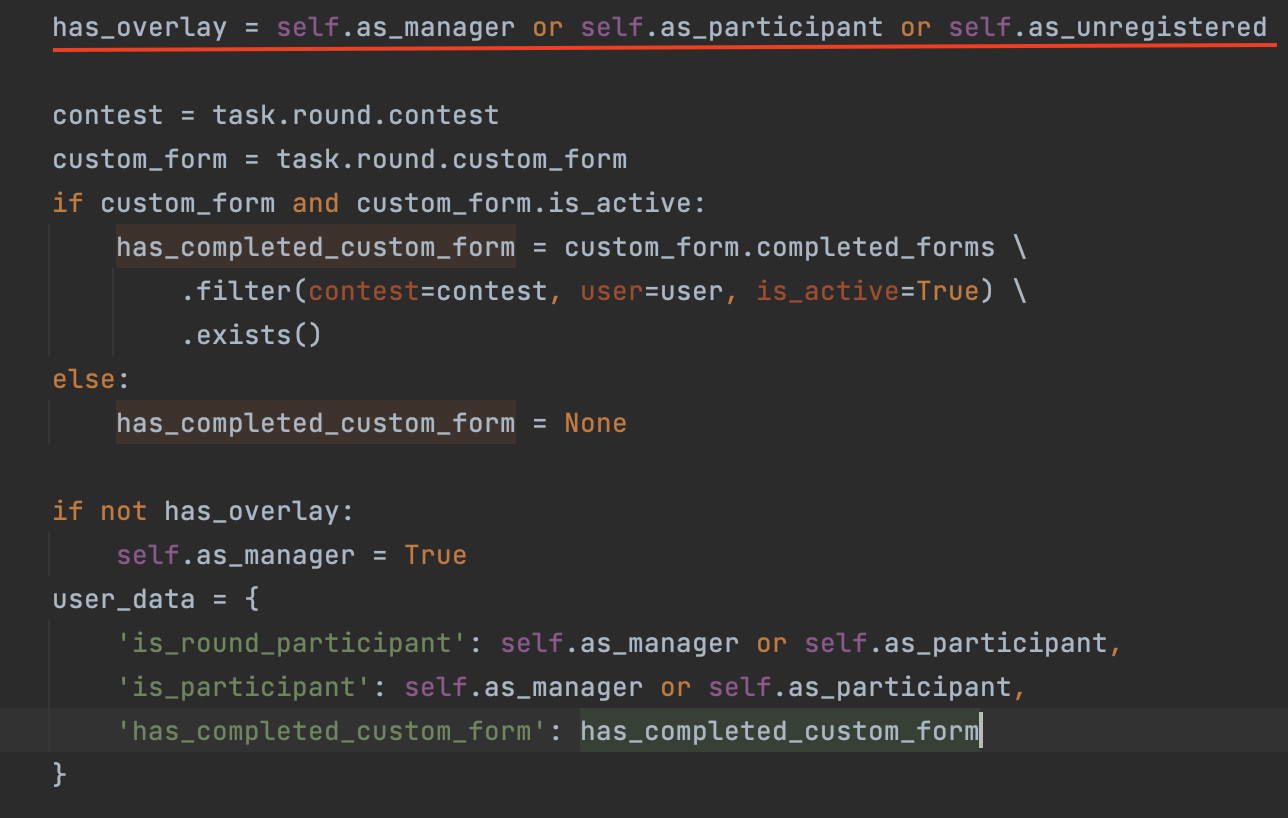 has_overlay = self.as_manager or self.as_participant or self.as_unregistered
contest = task.round.contest
custom_form = task.round.custom_form
if custom_form and custom_form.is_active:
    has_completed_custom_form = custom_form.completed_forms \
        .filter(contest=contest, user=user, is_active=True) \
        .exists()
else:
    has_completed_custom_form = None
if not has_overlay:
    self.as_manager = True
user_data = {
    'is_round_participant': self.as_manager or self.as_participant,
    'is_participant': self.as_manager or self.as_participant,
    'has_completed_custom_form': has_completed_custom_form
}